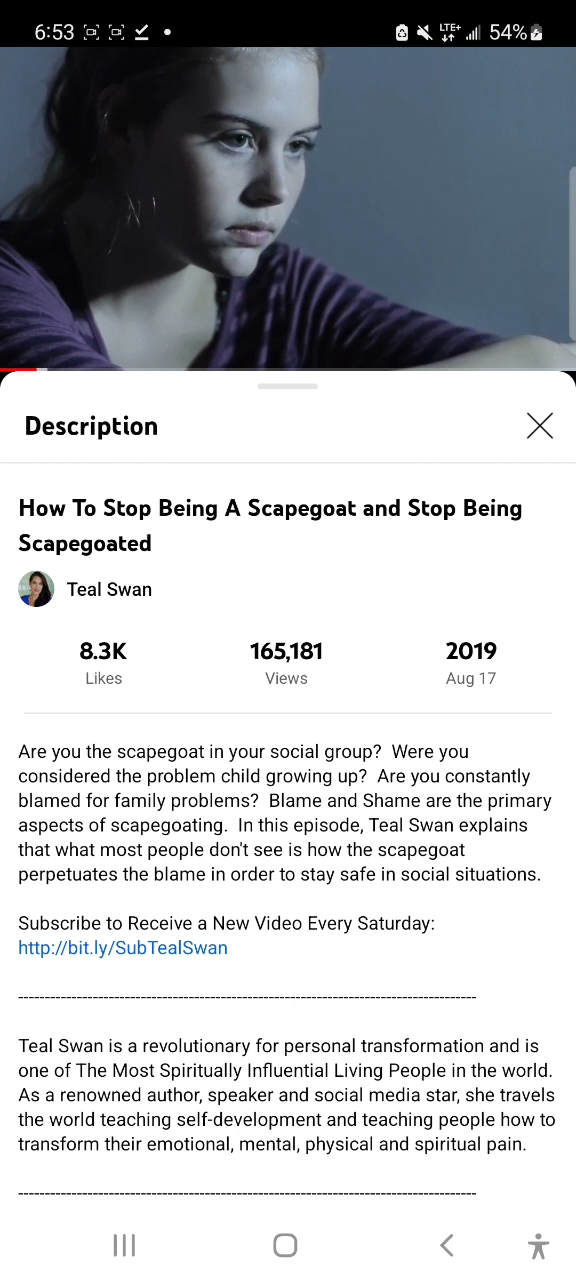 6:53
LTE+
54%
Description
How To Stop Being A Scapegoat and Stop Being
Scapegoated
Teal Swan
8.3K
165,181
2019
Likes
Views
Aug 17
Are you the scapegoat in your social group?  Were you
considered the problem child growing up?  Are you constantly
blamed for family problems?  Blame and Shame are the primary
aspects of scapegoating.  In this episode, Teal Swan explains
that what most people don't see is how the scapegoat
perpetuates the blame in order to stay safe in social situations.
Subscribe to Receive a New Video Every Saturday:
http://bit.ly/SubTealSwan
---------------------------------------------------------------------------------------
Teal Swan is a revolutionary for personal transformation and is
one of The Most Spiritually Influential Living People in the world.
As a renowned author, speaker and social media star, she travels
the world teaching self-development and teaching people how to
transform their emotional, mental, physical and spiritual pain.
---------------------------------------------------------------------------------------